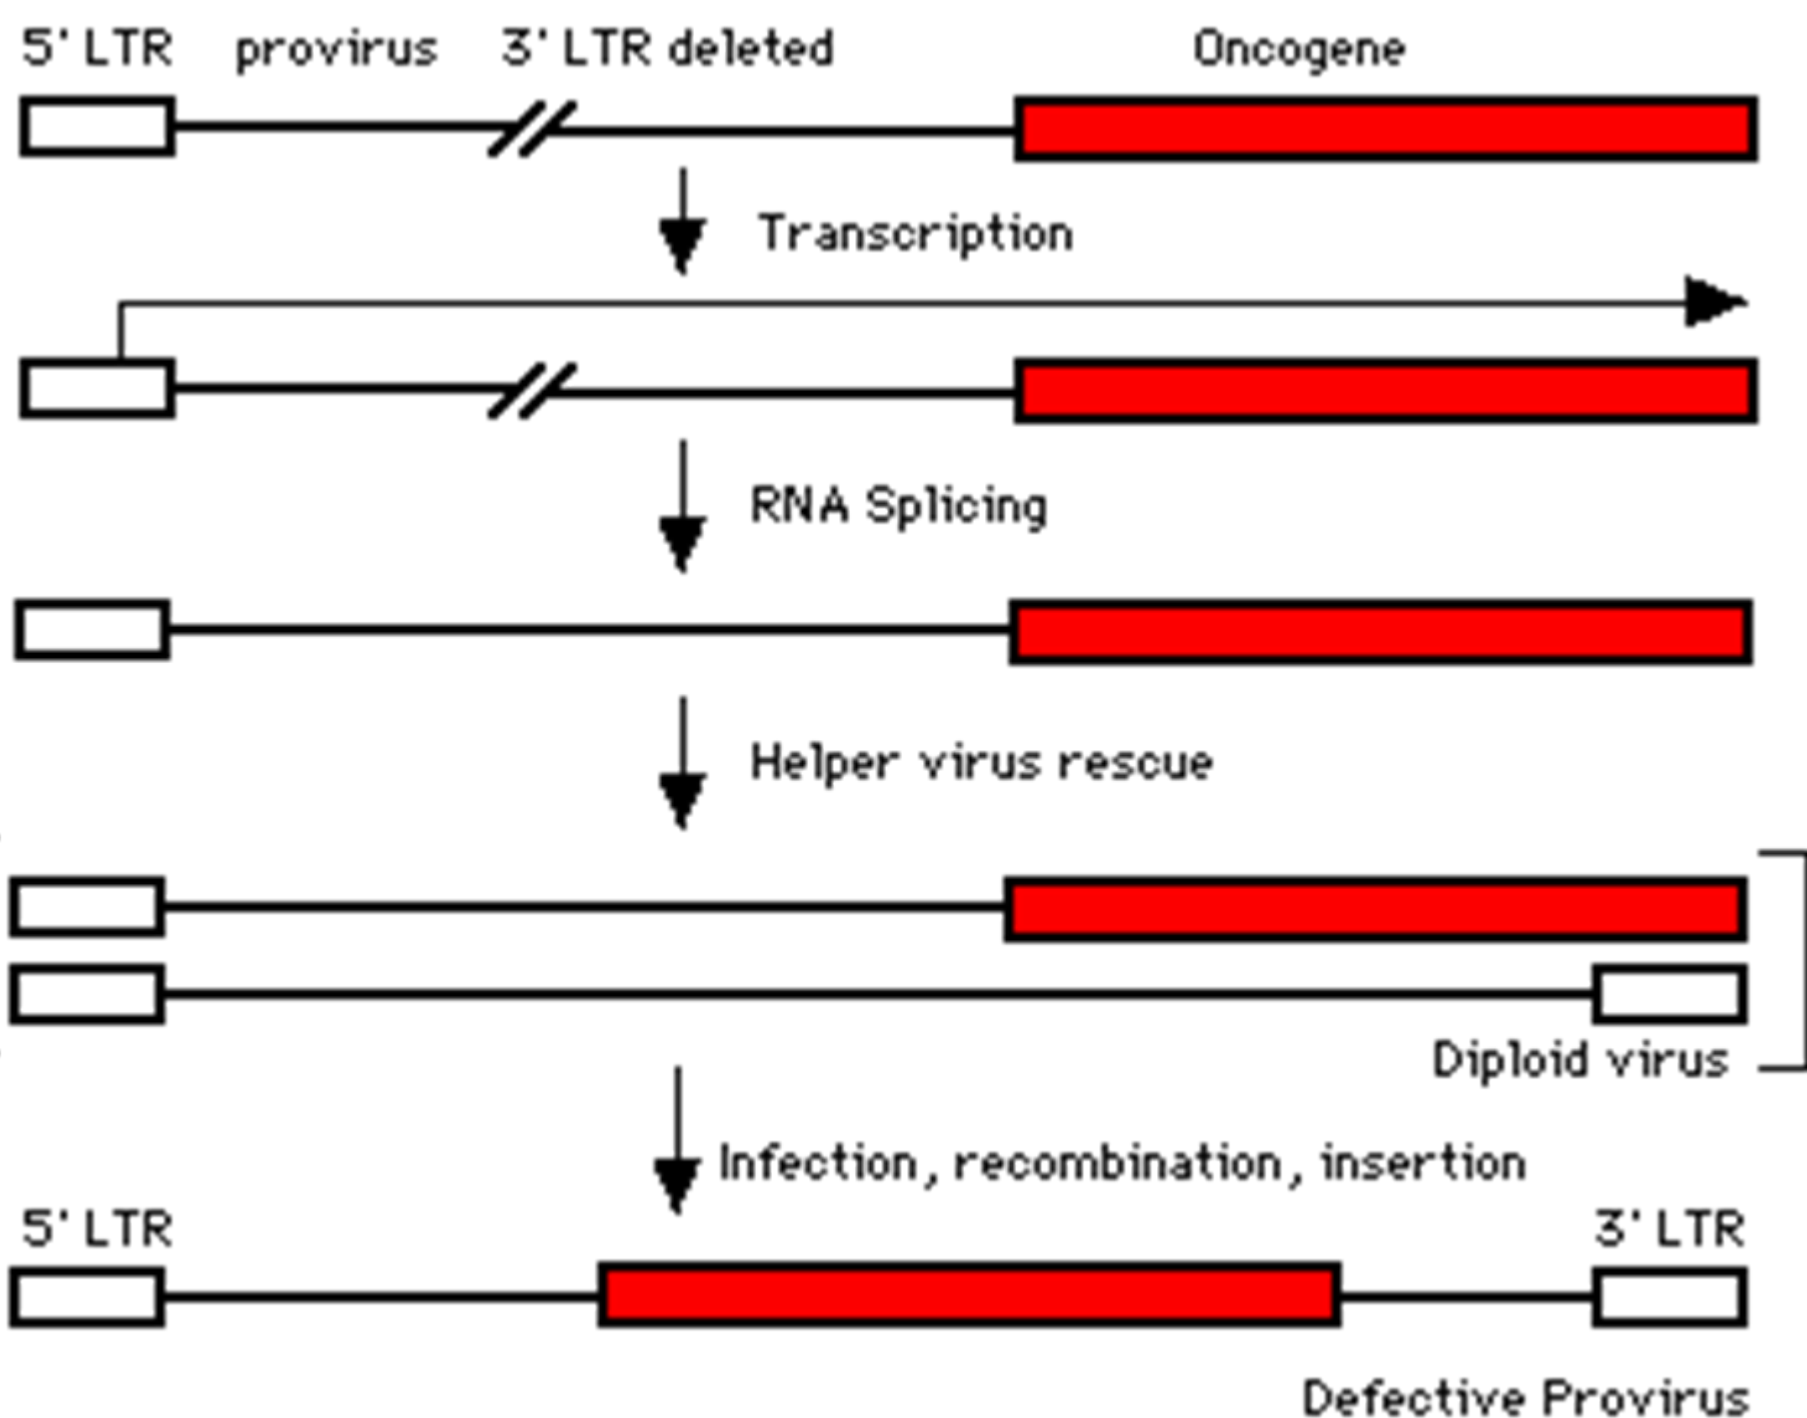 5' LTR provirus 3' LTR deleted Oncogene
Transcription
RNA Splicing
Helper virus rescue
Diploid virus
Infection, recombination, insertion
5' LTR 3' LTR
Defective Provirus